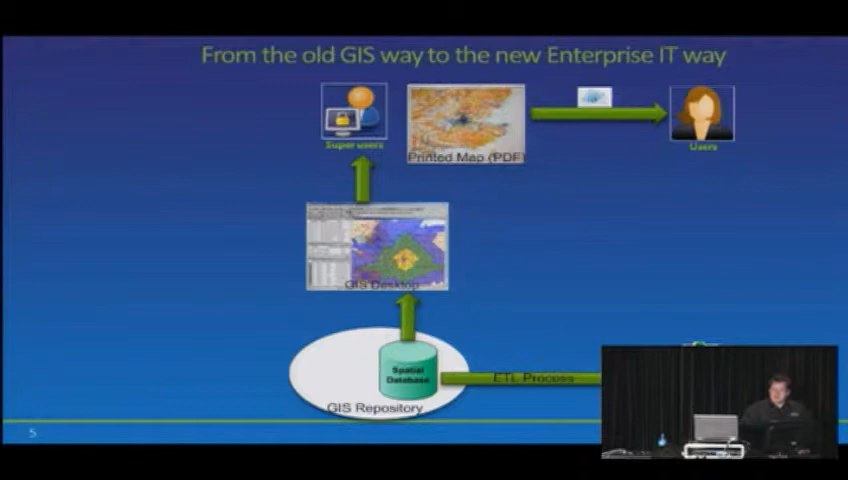 From the old GIS way to the new Enterprise IT way
Super users
Printed Map (PDF)
Users
GIS Desktop
Spatial
Database
ETL Process
GIS Repository
5